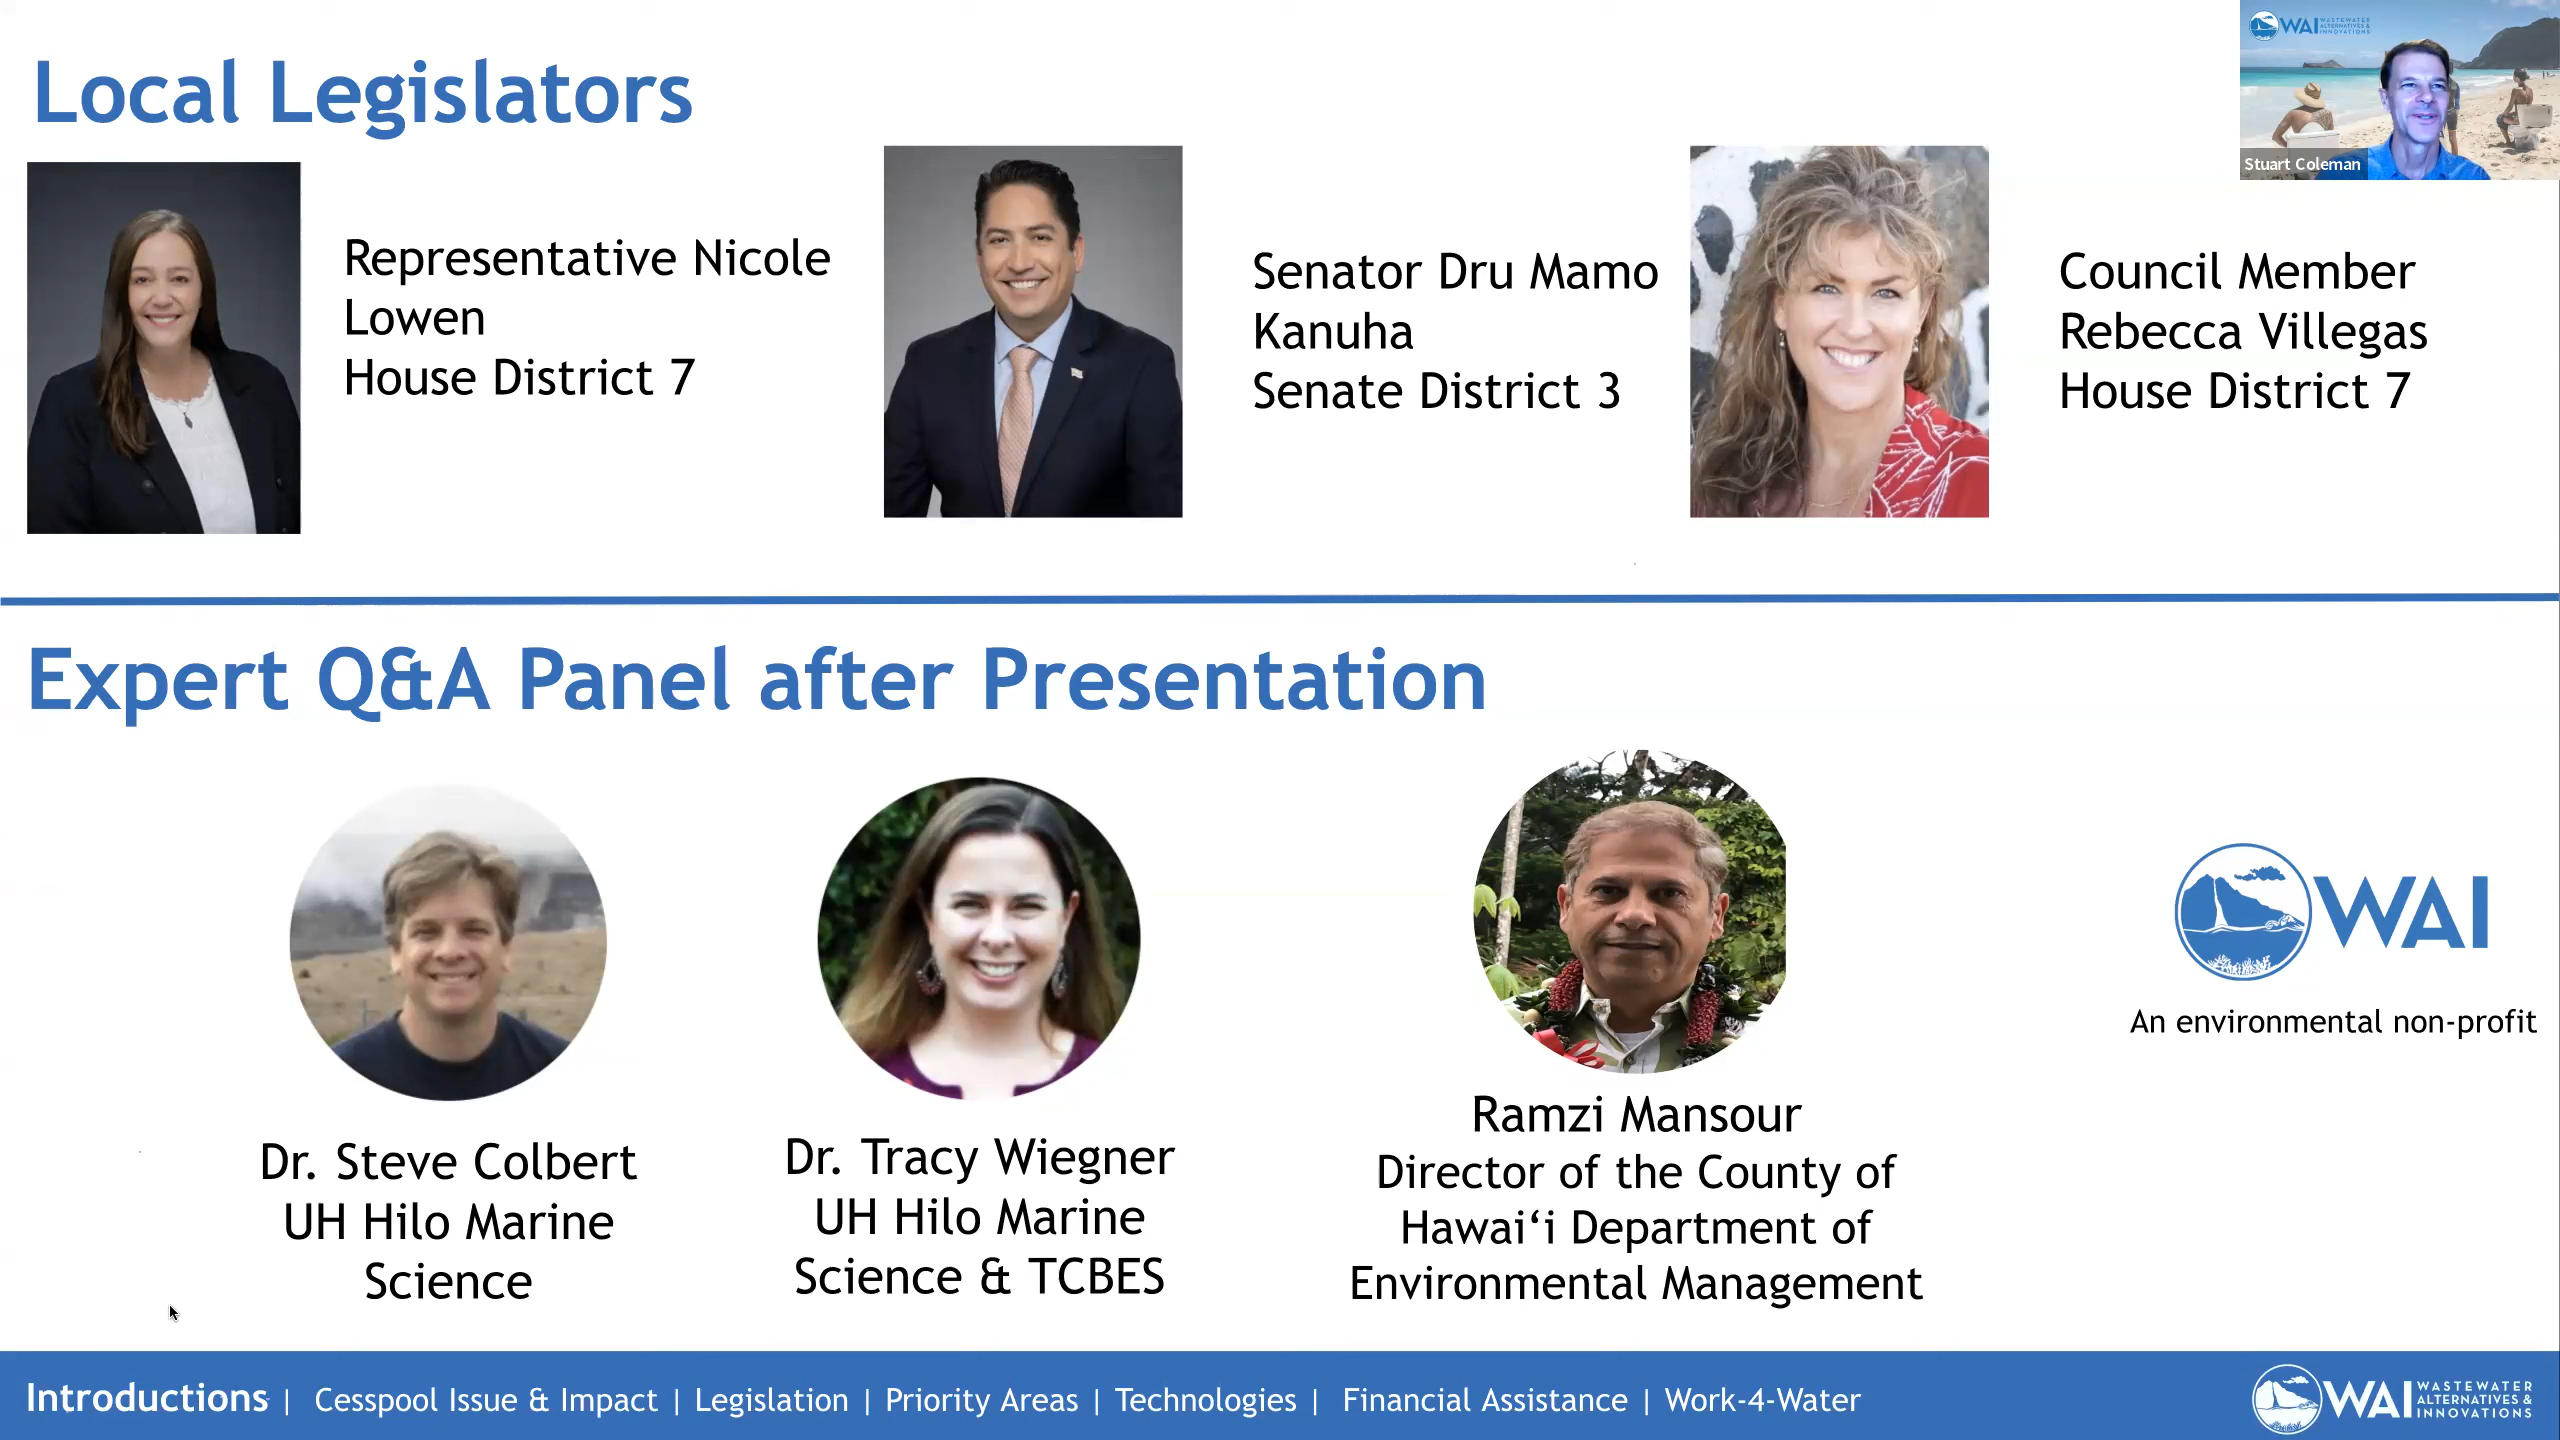 Local Legislators
WAI WASTEWATER
ALTERNATIVES &
INNOVATIONS
Stuart Coleman
Representative Nicole
Lowen
House District 7
Senator Dru Mamo
Kanuha
Senate District 3
Council Member
Rebecca Villegas
House District 7
Expert Q&A Panel after Presentation
Dr. Steve Colbert
UH Hilo Marine
Science
Dr. Tracy Wiegner
UH Hilo Marine
Science & TCBES
Ramzi Mansour
Director of the County of
Hawaiʻi Department of
Environmental Management
WAI
An environmental non-profit
Introductions | Cesspool Issue & Impact | Legislation | Priority Areas | Technologies | Financial Assistance | Work-4-Water
WAI WASTEWATER
ALTERNATIVES &
INNOVATIONS